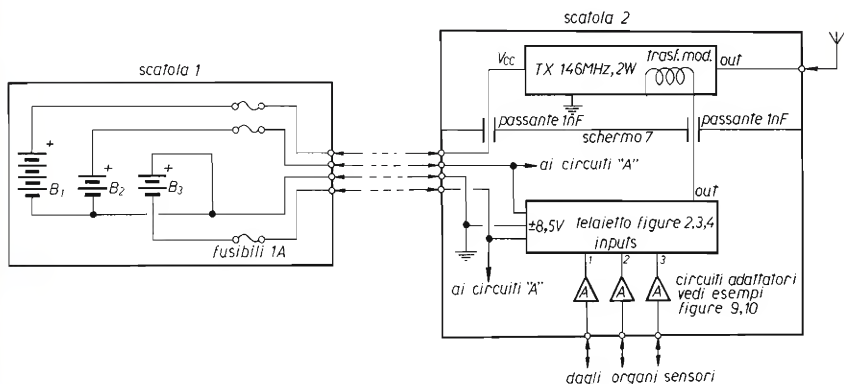 scatola 1
+
B1
+
B2
+
B3
fusibili 1A
scatola 2
Vcc
TX 146MHz, 2W
trasf. mod.
out
passante 1nF
schermo 7
passante 1nF
ai circuiti "A"
out
±8,5V
telaietto figure 2,3,4
inputs
1
2
3
ai circuiti "A"
A
A
A
circuiti adattatori
vedi esempi
figure 9,10
dagli organi sensori